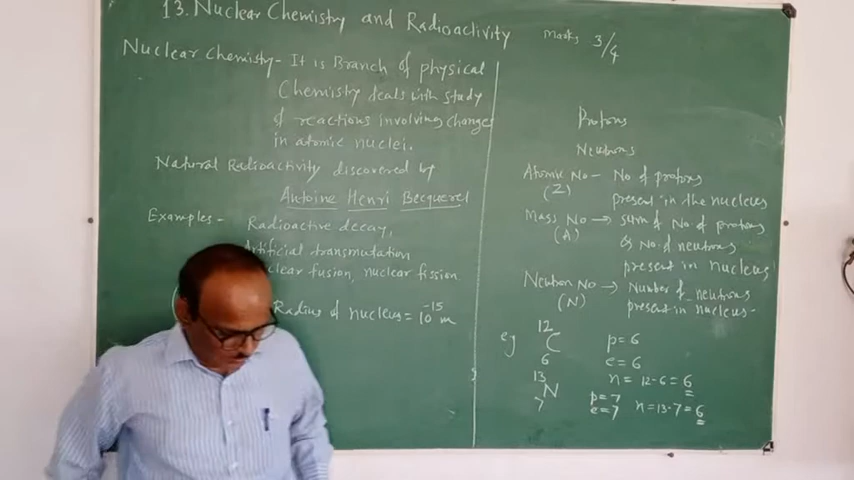 13. Nuclear Chemistry and Radioactivity
Marks 3/4
Nuclear Chemistry - It is Branch of physical
Chemistry deals with study
of reactions involving changes
in atomic nuclei.
Natural Radioactivity discovered by
Antoine Henri Becquerel
Examples - Radioactive decay,
Artificial transmutation
clear fusion, nuclear fission
Radius of nucleus = 10⁻¹⁵ m
Protons
Neutrons
Atomic No - No of protons
(Z) present in the nucleus
Mass No → sum of No of protons
(A) & No. of neutrons
present in nucleus
Neutron No → Number of neutrons
(N) present in nucleus.
eg 12 C 6 p = 6
e = 6
n = 12-6 = 6
13 N 7 p = 7
e = 7 n = 13-7 = 6